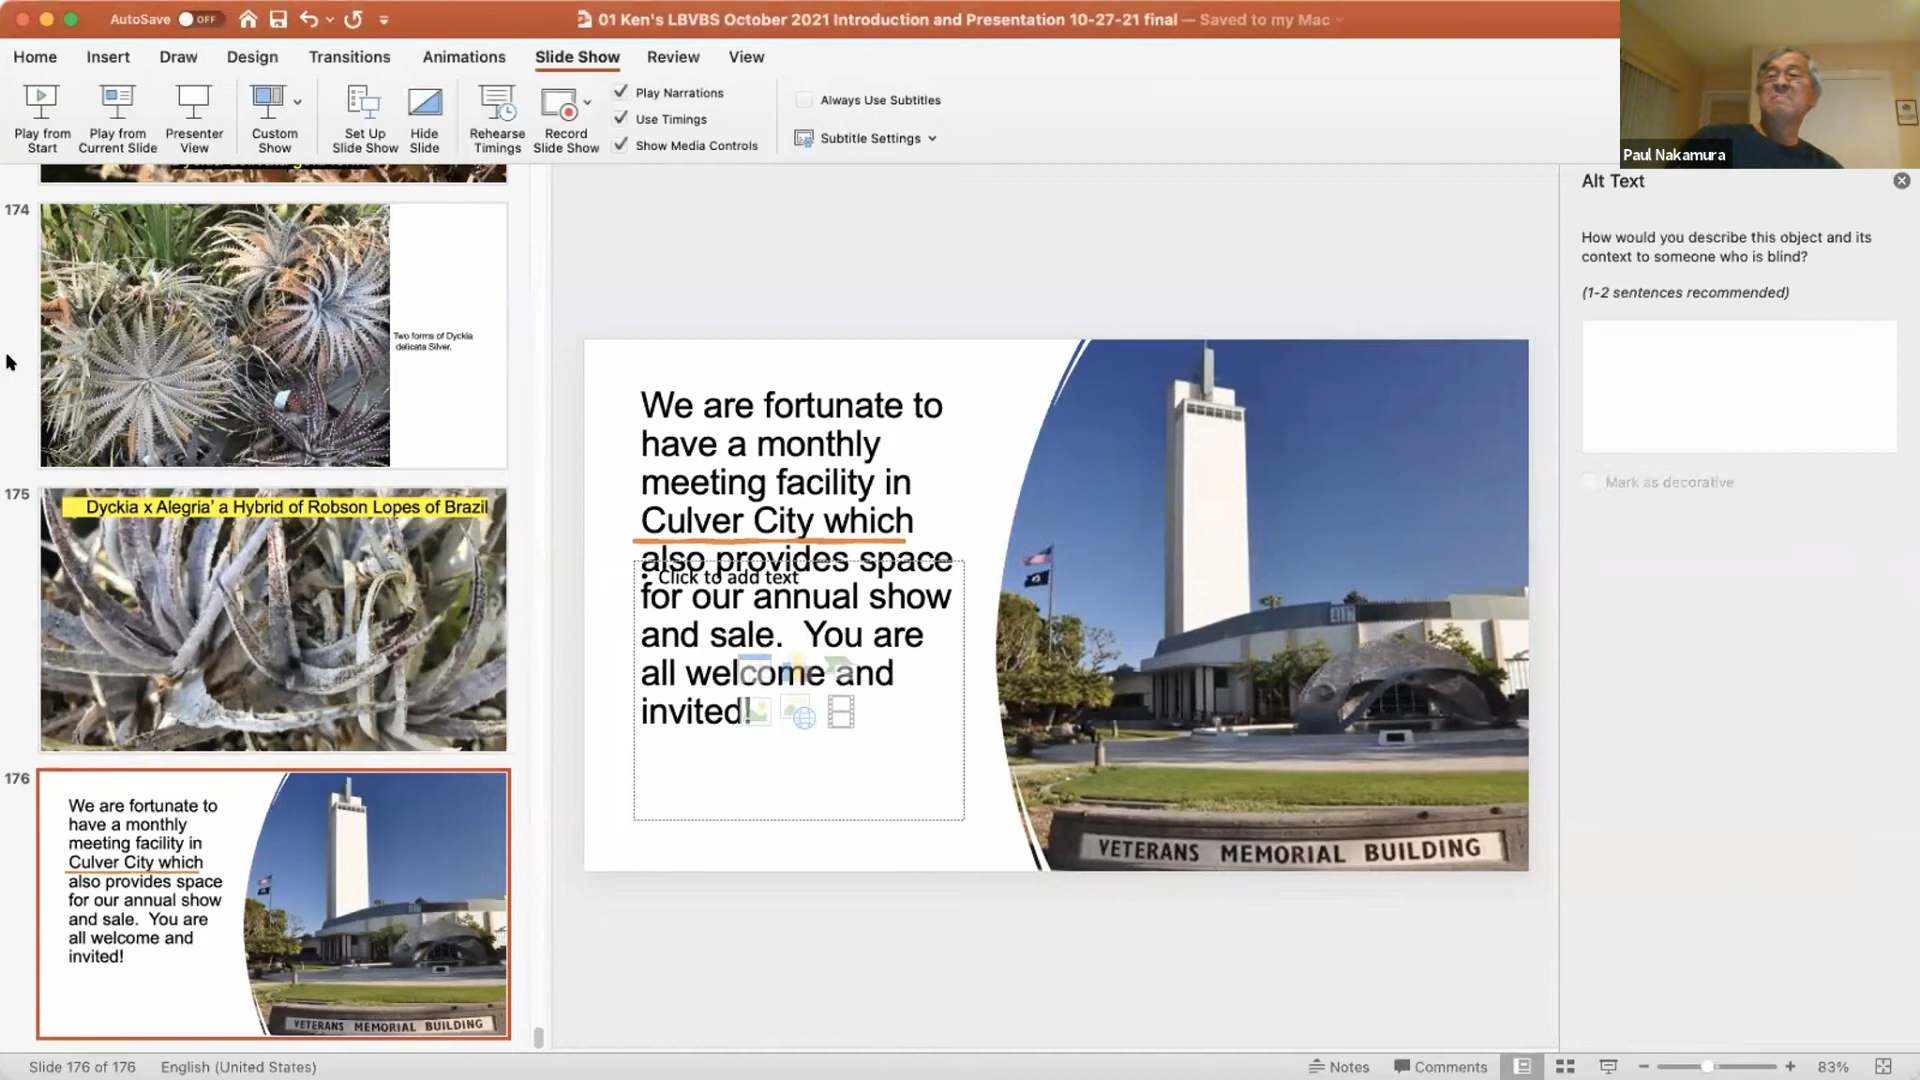 AutoSave OFF
01 Ken's LBVBS October 2021 Introduction and Presentation 10-27-21 final — Saved to my Mac
Home Insert Draw Design Transitions Animations Slide Show Review View
Play from Start
Play from Current Slide
Presenter View
Custom Show
Set Up Slide Show
Hide Slide
Rehearse Timings
Record Slide Show
Play Narrations
Use Timings
Show Media Controls
Always Use Subtitles
Subtitle Settings
Paul Nakamura
174
Two forms of Dyckia
delicata Silver.
175
Dyckia x Alegria' a Hybrid of Robson Lopes of Brazil
176
We are fortunate to
have a monthly
meeting facility in
Culver City which
also provides space
for our annual show
and sale. You are
all welcome and
invited!
VETERANS MEMORIAL BUILDING
We are fortunate to
have a monthly
meeting facility in
Culver City which
also provides space
• Click to add text
for our annual show
and sale. You are
all welcome and
invited!
VETERANS MEMORIAL BUILDING
Alt Text
How would you describe this object and its
context to someone who is blind?
(1-2 sentences recommended)
Mark as decorative
Slide 176 of 176 English (United States)
Notes Comments 83%